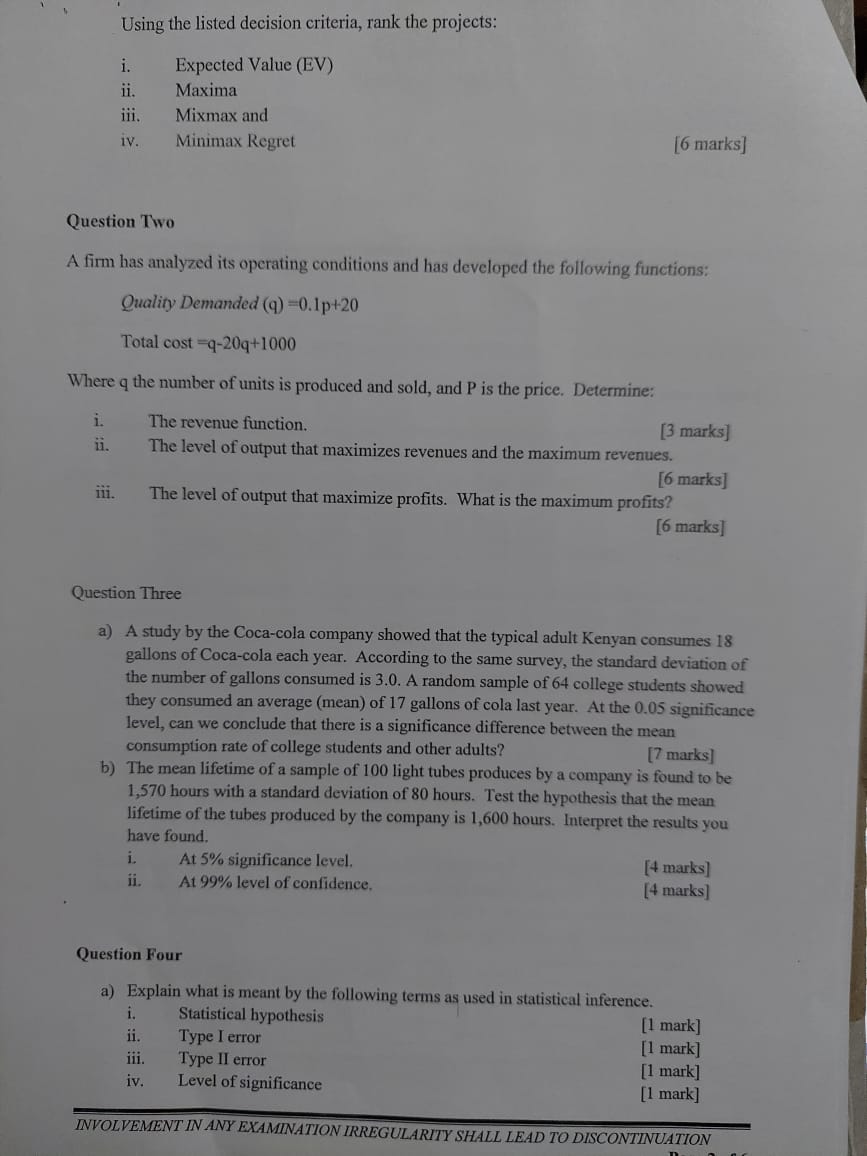 Using the listed decision criteria, rank the projects:
i. Expected Value (EV)
ii. Maxima
iii. Mixmax and
iv. Minimax Regret [6 marks]
Question Two
A firm has analyzed its operating conditions and has developed the following functions:
Quality Demanded (q) =0.1p+20
Total cost =q-20q+1000
Where q the number of units is produced and sold, and P is the price. Determine:
i. The revenue function. [3 marks]
ii. The level of output that maximizes revenues and the maximum revenues.
[6 marks]
iii. The level of output that maximize profits. What is the maximum profits?
[6 marks]
Question Three
a) A study by the Coca-cola company showed that the typical adult Kenyan consumes 18
gallons of Coca-cola each year. According to the same survey, the standard deviation of
the number of gallons consumed is 3.0. A random sample of 64 college students showed
they consumed an average (mean) of 17 gallons of cola last year. At the 0.05 significance
level, can we conclude that there is a significance difference between the mean
consumption rate of college students and other adults? [7 marks]
b) The mean lifetime of a sample of 100 light tubes produces by a company is found to be
1,570 hours with a standard deviation of 80 hours. Test the hypothesis that the mean
lifetime of the tubes produced by the company is 1,600 hours. Interpret the results you
have found.
i. At 5% significance level. [4 marks]
ii. At 99% level of confidence. [4 marks]
Question Four
a) Explain what is meant by the following terms as used in statistical inference.
i. Statistical hypothesis [1 mark]
ii. Type I error [1 mark]
iii. Type II error [1 mark]
iv. Level of significance [1 mark]
INVOLVEMENT IN ANY EXAMINATION IRREGULARITY SHALL LEAD TO DISCONTINUATION